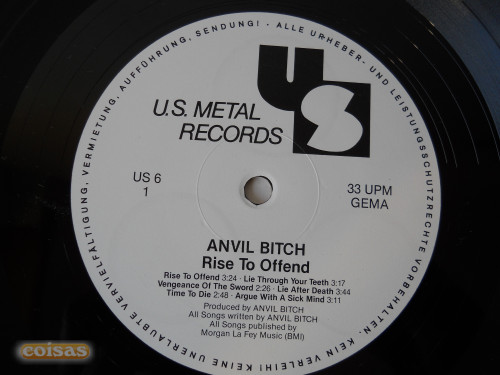 ALLE URHEBER- UND LEISTUNGSSCHUTZRECHTE VORBEHALTEN. KEIN VERLEIH! KEINE UNERLAUBTE VERVIELFÄLTIGUNG, VERMIETUNG, AUFFÜHRUNG, SENDUNG! -
US
U.S. METAL
RECORDS
US 6
1
33 UPM
GEMA
ANVIL BITCH
Rise To Offend
Rise To Offend 3:24 · Lie Through Your Teeth 3:17
Vengeance Of The Sword 2:26 · Lie After Death 3:44
Time To Die 2:48 · Argue With A Sick Mind 3:11
Produced by ANVIL BITCH
All Songs written by ANVIL BITCH
All Songs published by
Morgan La Fey Music (BMI)
coisas